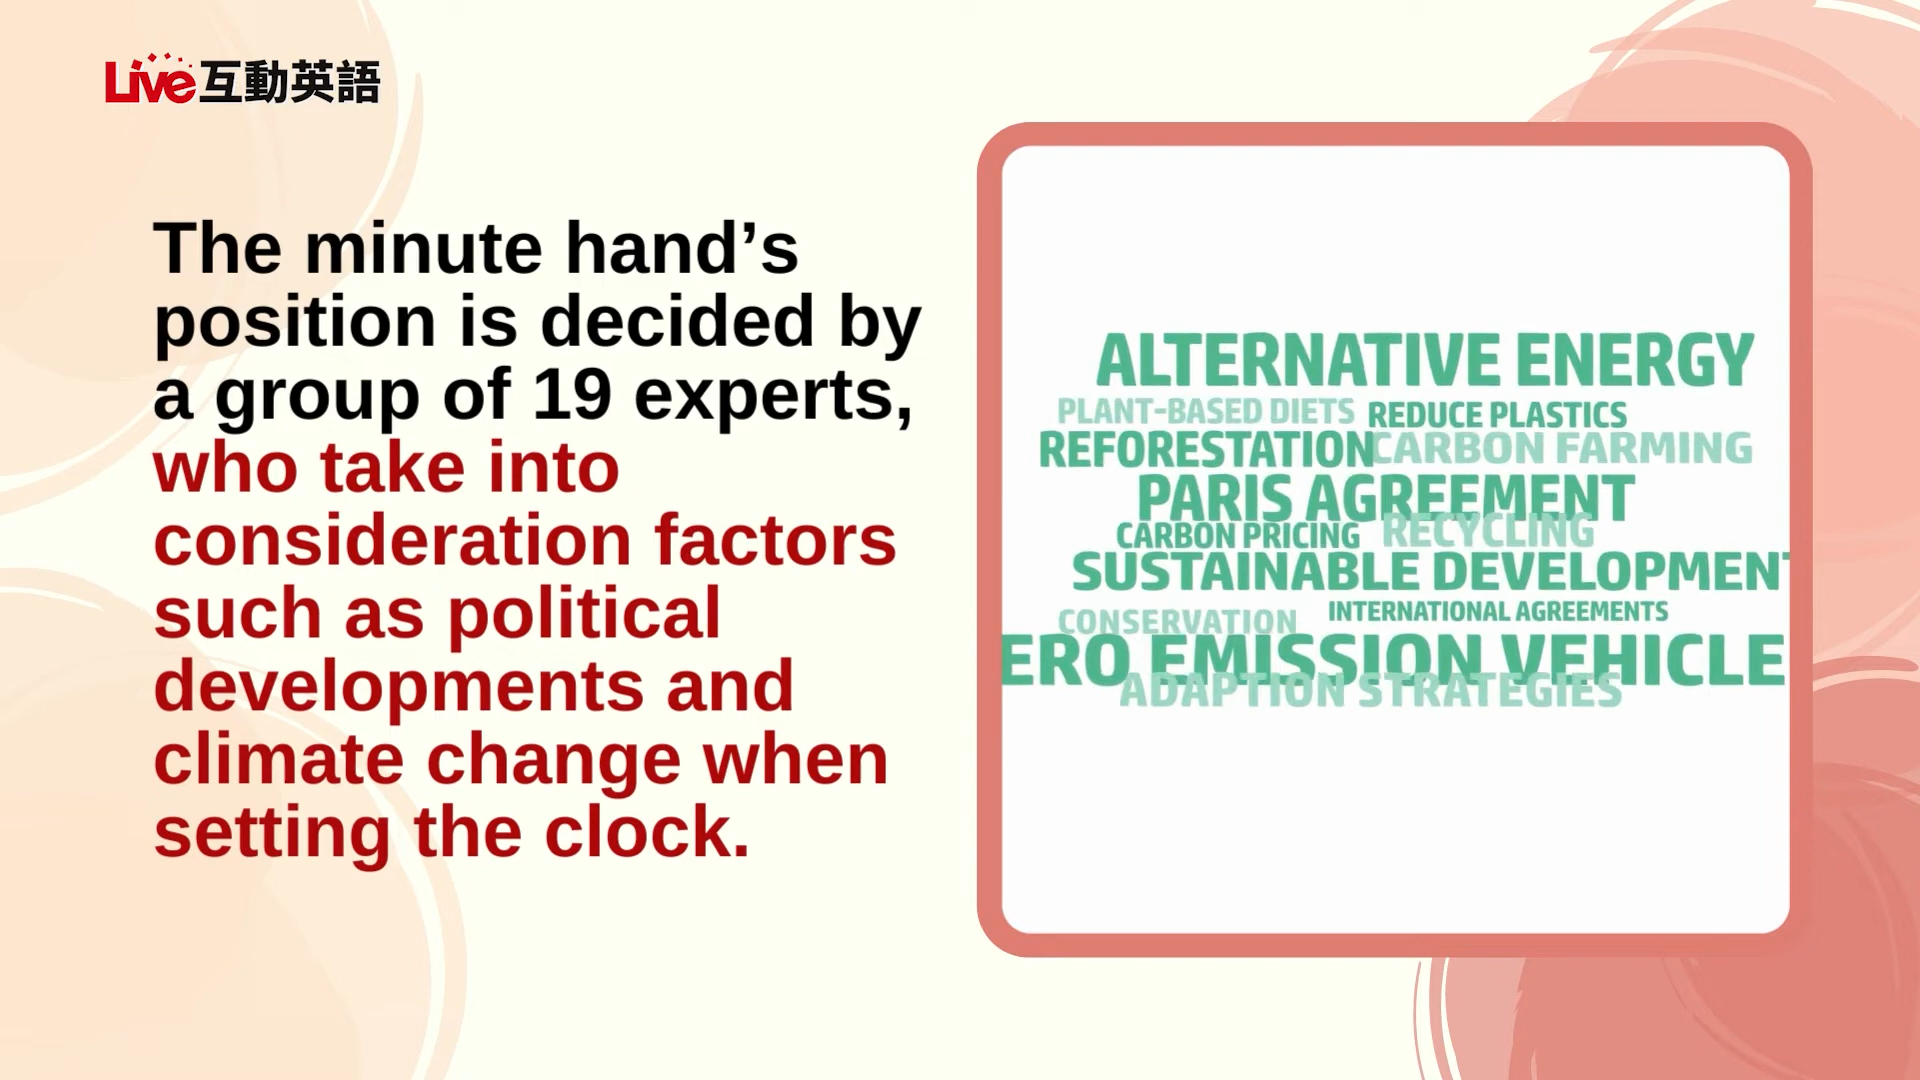 Live互動英語
The minute hand’s
position is decided by
a group of 19 experts,
who take into
consideration factors
such as political
developments and
climate change when
setting the clock.
ALTERNATIVE ENERGY
PLANT-BASED DIETS REDUCE PLASTICS
REFORESTATION CARBON FARMING
PARIS AGREEMENT
CARBON PRICING RECYCLING
SUSTAINABLE DEVELOPMENT
CONSERVATION INTERNATIONAL AGREEMENTS
ERO EMISSION VEHICLE
ADAPTION STRATEGIES